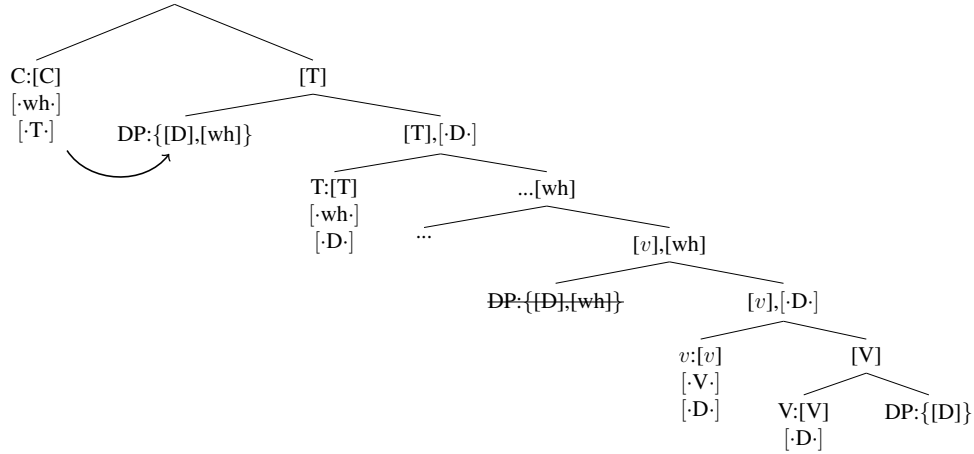 C:[C] [T]
[·wh·]
[·T·] DP:{[D],[wh]} [T],[·D·]
T:[T] ...[wh]
[·wh·]
[·D·] ... [v],[wh]
DP:{[D],[wh]} [v],[·D·]
v:[v] [V]
[·V·]
[·D·] V:[V] DP:{[D]}
[·D·]